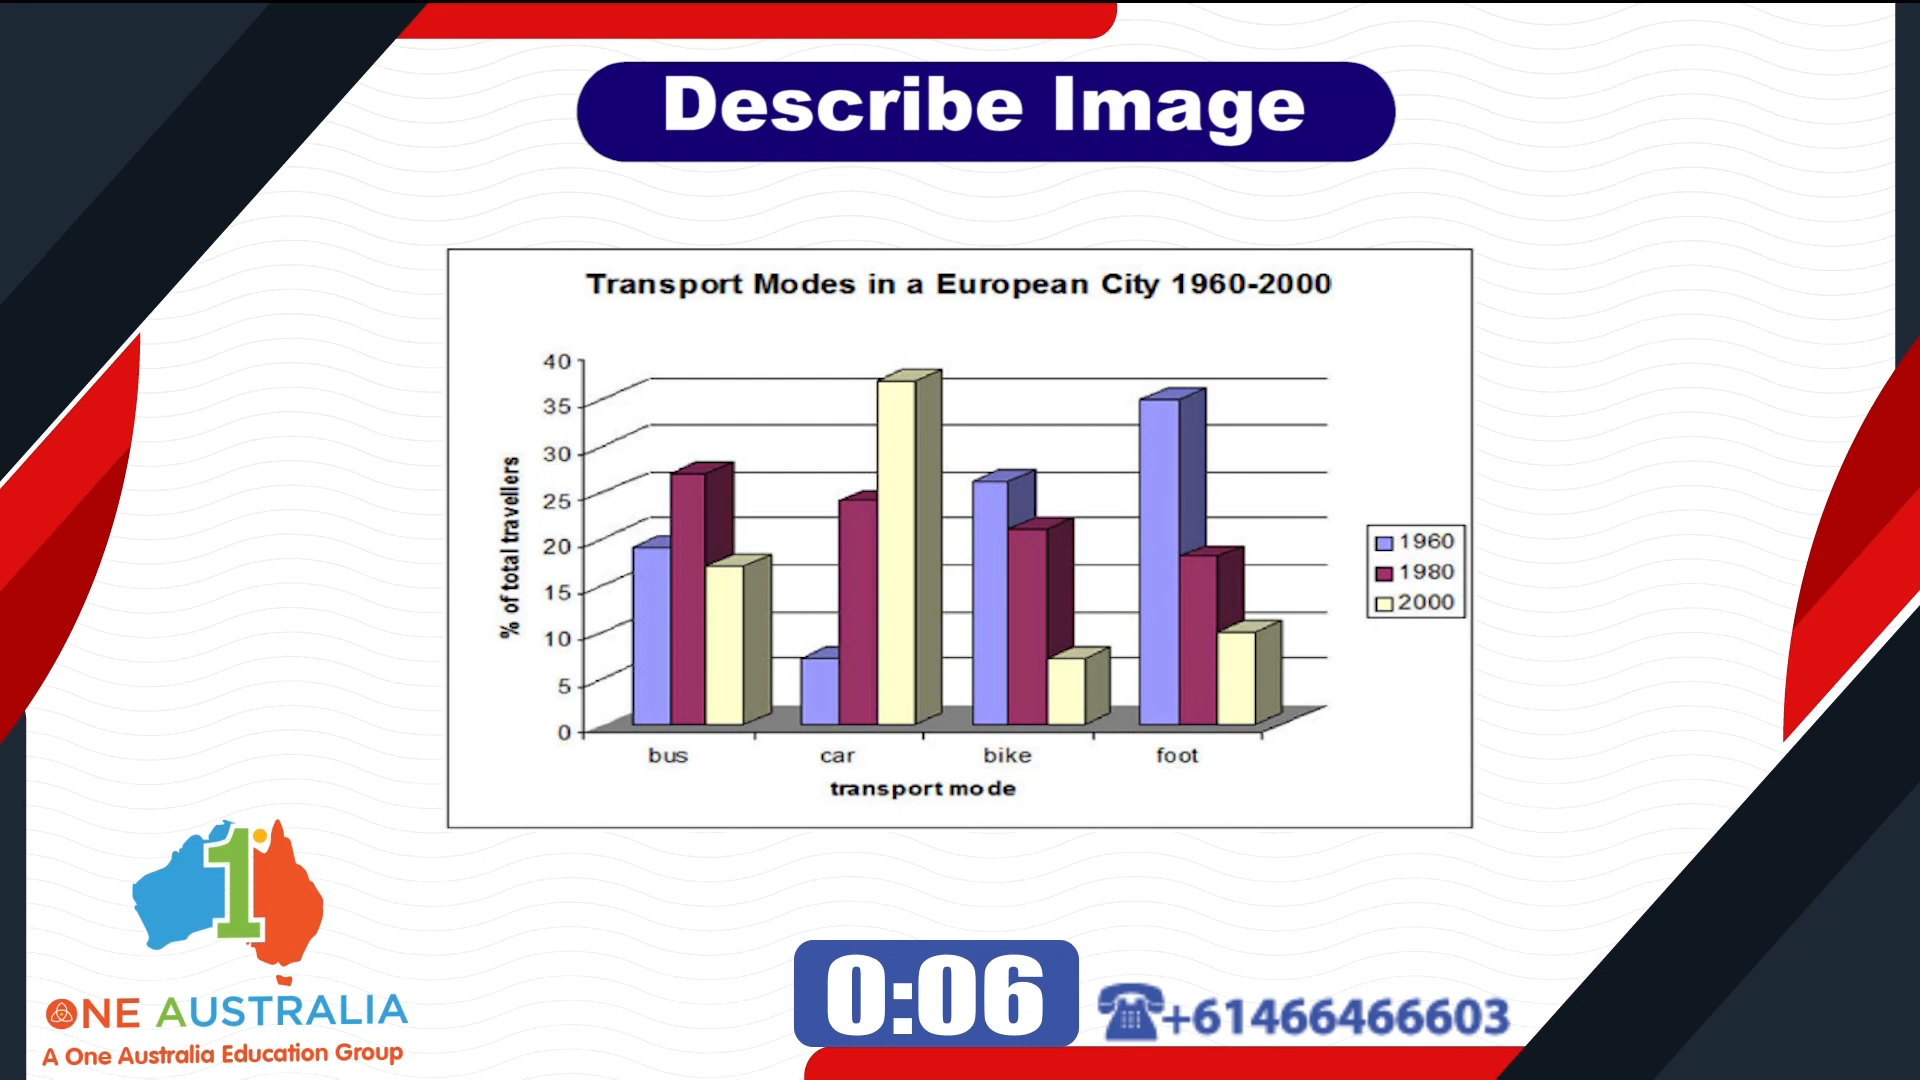 Describe Image
Transport Modes in a European City 1960-2000
% of total travellers
40
35
30
25
20
15
10
5
0
bus car bike foot
transport mode
1960
1980
2000
1
ONE AUSTRALIA
A One Australia Education Group
0:06
+61466466603